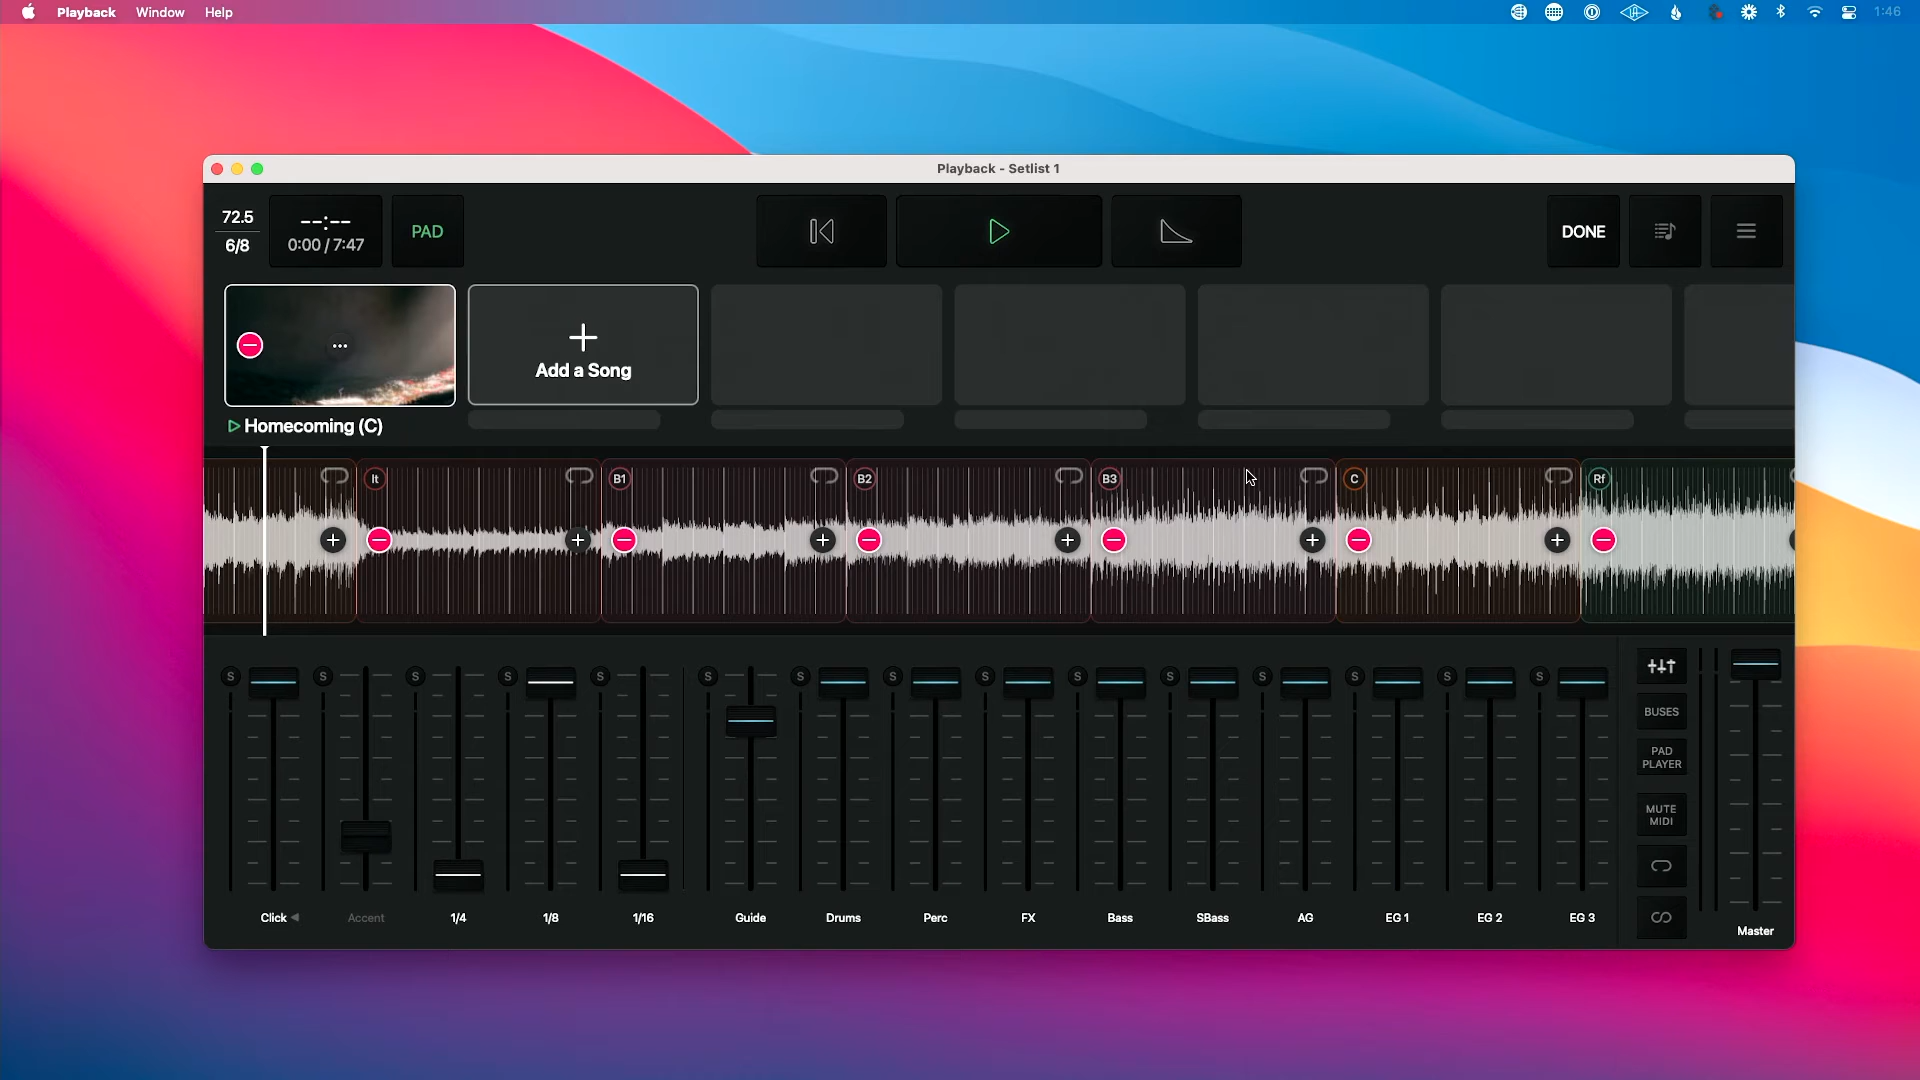 Playback Window Help 1:46
Playback - Setlist 1
72.5
6/8
--:--
0:00 / 7:47
PAD
DONE
Add a Song
Homecoming (C)
It B1 B2 B3 C Rf
S S S S S S S S S S S S S S S
BUSES
PAD PLAYER
MUTE MIDI
Click Accent 1/4 1/8 1/16 Guide Drums Perc FX Bass SBass AG EG 1 EG 2 EG 3
Master